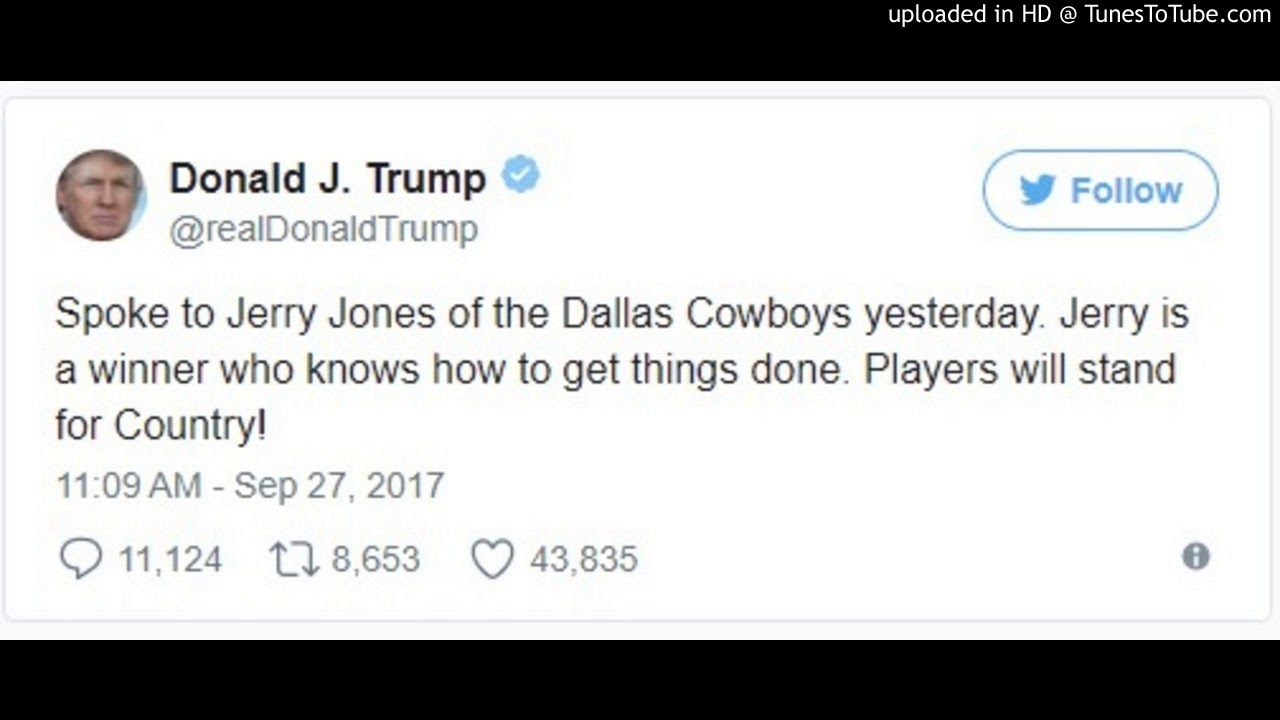 uploaded in HD @ TunesToTube.com
Donald J. Trump
@realDonaldTrump
Follow
Spoke to Jerry Jones of the Dallas Cowboys yesterday. Jerry is
a winner who knows how to get things done. Players will stand
for Country!
11:09 AM - Sep 27, 2017
11,124 8,653 43,835